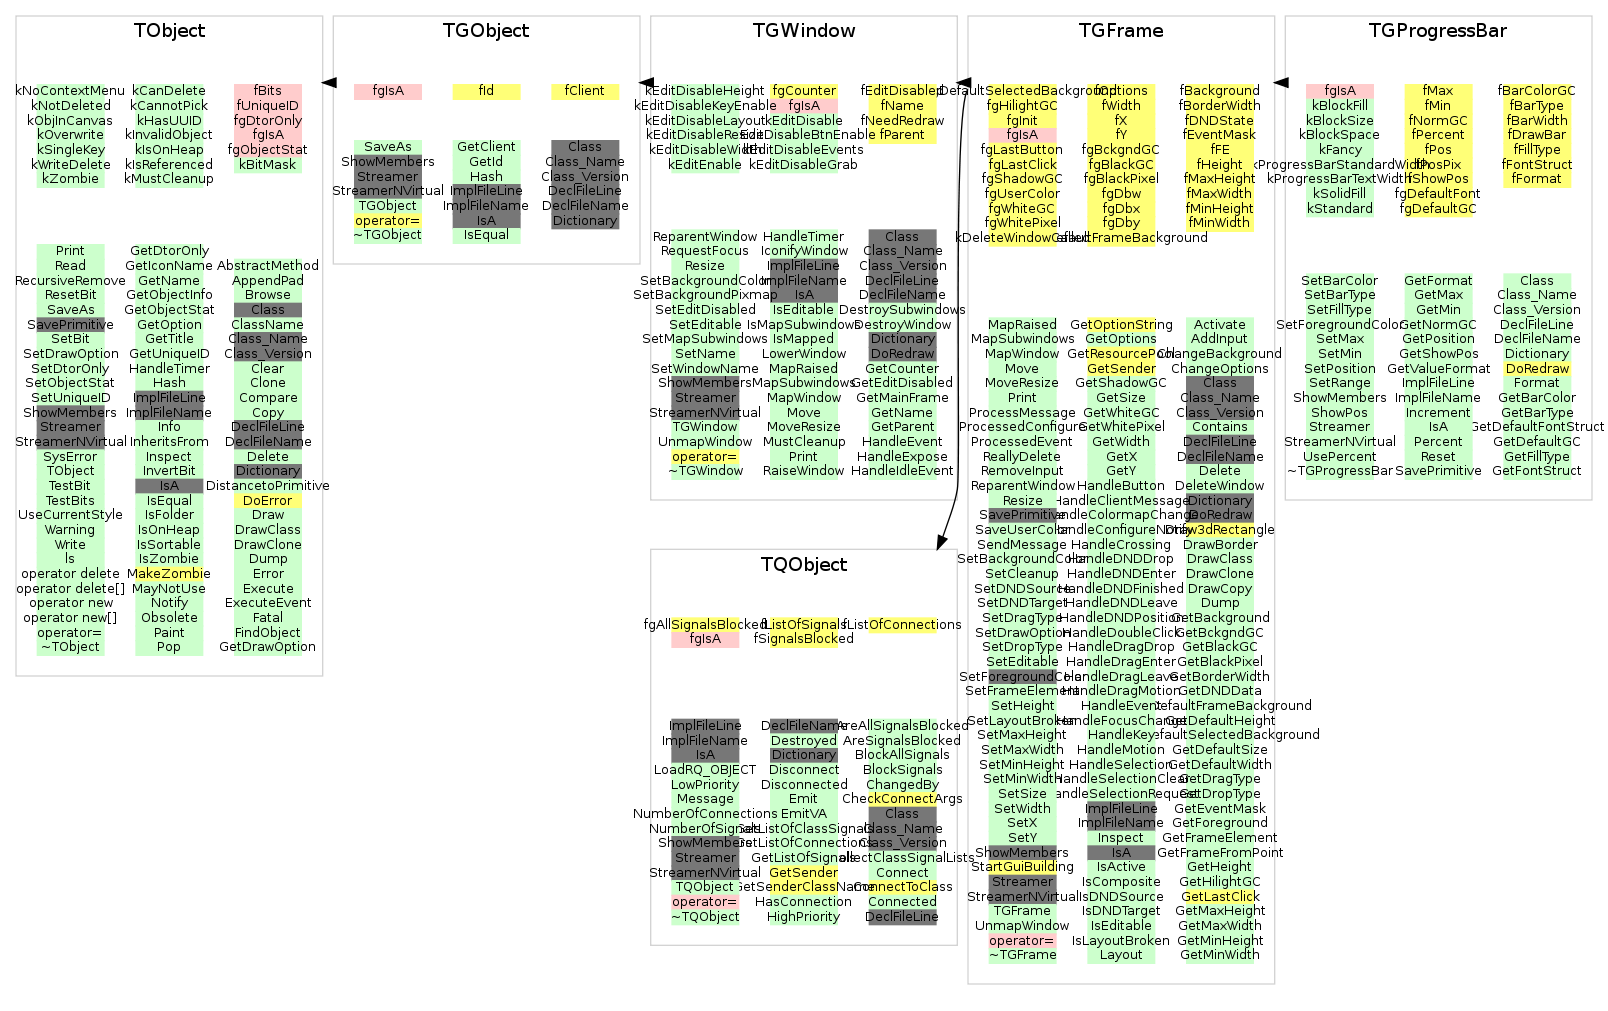 TObject
kNoContextMenu
kNotDeleted
kObjInCanvas
kOverwrite
kSingleKey
kWriteDelete
kZombie
kCanDelete
kCannotPick
kHasUUID
kInvalidObject
kIsOnHeap
kIsReferenced
kMustCleanup
fBits
fUniqueID
fgDtorOnly
fgIsA
fgObjectStat
kBitMask
Print
Read
RecursiveRemove
ResetBit
SaveAs
SavePrimitive
SetBit
SetDrawOption
SetDtorOnly
SetObjectStat
SetUniqueID
ShowMembers
Streamer
StreamerNVirtual
SysError
TObject
TestBit
TestBits
UseCurrentStyle
Warning
Write
ls
operator delete
operator delete[]
operator new
operator new[]
operator=
~TObject
GetDtorOnly
GetIconName
GetName
GetObjectInfo
GetObjectStat
GetOption
GetTitle
GetUniqueID
HandleTimer
Hash
ImplFileLine
ImplFileName
Info
InheritsFrom
Inspect
InvertBit
IsA
IsEqual
IsFolder
IsOnHeap
IsSortable
IsZombie
MakeZombie
MayNotUse
Notify
Obsolete
Paint
Pop
AbstractMethod
AppendPad
Browse
Class
ClassName
Class_Name
Class_Version
Clear
Clone
Compare
Copy
DeclFileLine
DeclFileName
Delete
Dictionary
DistancetoPrimitive
DoError
Draw
DrawClass
DrawClone
Dump
Error
Execute
ExecuteEvent
Fatal
FindObject
GetDrawOption
TGObject
fgIsA
fId
fClient
SaveAs
ShowMembers
Streamer
StreamerNVirtual
TGObject
operator=
~TGObject
GetClient
GetId
Hash
ImplFileLine
ImplFileName
IsA
IsEqual
Class
Class_Name
Class_Version
DeclFileLine
DeclFileName
Dictionary
TGWindow
kEditDisableHeight
kEditDisableKeyEnable
kEditDisableLayout
kEditDisableResize
kEditDisableWidth
kEditEnable
fgCounter
fgIsA
kEditDisable
kEditDisableBtnEnable
kEditDisableEvents
kEditDisableGrab
fEditDisabled
fName
fNeedRedraw
fParent
ReparentWindow
RequestFocus
Resize
SetBackgroundColor
SetBackgroundPixmap
SetEditDisabled
SetEditable
SetMapSubwindows
SetName
SetWindowName
ShowMembers
Streamer
StreamerNVirtual
TGWindow
UnmapWindow
operator=
~TGWindow
HandleTimer
IconifyWindow
ImplFileLine
ImplFileName
IsA
IsEditable
IsMapSubwindows
IsMapped
LowerWindow
MapRaised
MapSubwindows
MapWindow
Move
MoveResize
MustCleanup
Print
RaiseWindow
Class
Class_Name
Class_Version
DeclFileLine
DeclFileName
DestroySubwindows
DestroyWindow
Dictionary
DoRedraw
GetCounter
GetEditDisabled
GetMainFrame
GetName
GetParent
HandleEvent
HandleExpose
HandleIdleEvent
TQObject
fgAllSignalsBlocked
fgIsA
fListOfSignals
fSignalsBlocked
fListOfConnections
ImplFileLine
ImplFileName
IsA
LoadRQ_OBJECT
LowPriority
Message
NumberOfConnections
NumberOfSignals
ShowMembers
Streamer
StreamerNVirtual
TQObject
operator=
~TQObject
DeclFileName
Destroyed
Dictionary
Disconnect
Disconnected
Emit
EmitVA
GetListOfClassSignals
GetListOfConnections
GetListOfSignals
GetSender
GetSenderClassName
HasConnection
HighPriority
AreAllSignalsBlocked
AreSignalsBlocked
BlockAllSignals
BlockSignals
ChangedBy
CheckConnectArgs
Class
Class_Name
Class_Version
CollectClassSignalLists
Connect
ConnectToClass
Connected
DeclFileLine
TGFrame
fgDefaultSelectedBackground
fgHilightGC
fgInit
fgIsA
fgLastButton
fgLastClick
fgShadowGC
fgUserColor
fgWhiteGC
fgWhitePixel
kDeleteWindowCalled
fOptions
fWidth
fX
fY
fgBckgndGC
fgBlackGC
fgBlackPixel
fgDbw
fgDbx
fgDby
fgDefaultFrameBackground
fBackground
fBorderWidth
fDNDState
fEventMask
fFE
fHeight
fMaxHeight
fMaxWidth
fMinHeight
fMinWidth
MapRaised
MapSubwindows
MapWindow
Move
MoveResize
Print
ProcessMessage
ProcessedConfigure
ProcessedEvent
ReallyDelete
RemoveInput
ReparentWindow
Resize
SavePrimitive
SaveUserColor
SendMessage
SetBackgroundColor
SetCleanup
SetDNDSource
SetDNDTarget
SetDragType
SetDrawOption
SetDropType
SetEditable
SetForegroundColor
SetFrameElement
SetHeight
SetLayoutBroken
SetMaxHeight
SetMaxWidth
SetMinHeight
SetMinWidth
SetSize
SetWidth
SetX
SetY
ShowMembers
StartGuiBuilding
Streamer
StreamerNVirtual
TGFrame
UnmapWindow
operator=
~TGFrame
GetOptionString
GetOptions
GetResourcePool
GetSender
GetShadowGC
GetSize
GetWhiteGC
GetWhitePixel
GetWidth
GetX
GetY
HandleButton
HandleClientMessage
HandleColormapChange
HandleConfigureNotify
HandleCrossing
HandleDNDDrop
HandleDNDEnter
HandleDNDFinished
HandleDNDLeave
HandleDNDPosition
HandleDoubleClick
HandleDragDrop
HandleDragEnter
HandleDragLeave
HandleDragMotion
HandleEvent
HandleFocusChange
HandleKey
HandleMotion
HandleSelection
HandleSelectionClear
HandleSelectionRequest
ImplFileLine
ImplFileName
Inspect
IsA
IsActive
IsComposite
IsDNDSource
IsDNDTarget
IsEditable
IsLayoutBroken
Layout
Activate
AddInput
ChangeBackground
ChangeOptions
Class
Class_Name
Class_Version
Contains
DeclFileLine
DeclFileName
Delete
DeleteWindow
Dictionary
DoRedraw
Draw3dRectangle
DrawBorder
DrawClass
DrawClone
DrawCopy
Dump
GetBackground
GetBckgndGC
GetBlackGC
GetBlackPixel
GetBorderWidth
GetDNDData
GetDefaultFrameBackground
GetDefaultHeight
GetDefaultSelectedBackground
GetDefaultSize
GetDefaultWidth
GetDragType
GetDropType
GetEventMask
GetForeground
GetFrameElement
GetFrameFromPoint
GetHeight
GetHilightGC
GetLastClick
GetMaxHeight
GetMaxWidth
GetMinHeight
GetMinWidth
TGProgressBar
fgIsA
kBlockFill
kBlockSize
kBlockSpace
kFancy
kProgressBarStandardWidth
kProgressBarTextWidth
kSolidFill
kStandard
fMax
fMin
fNormGC
fPercent
fPos
fPosPix
fShowPos
fgDefaultFont
fgDefaultGC
fBarColorGC
fBarType
fBarWidth
fDrawBar
fFillType
fFontStruct
fFormat
SetBarColor
SetBarType
SetFillType
SetForegroundColor
SetMax
SetMin
SetPosition
SetRange
ShowMembers
ShowPos
Streamer
StreamerNVirtual
UsePercent
~TGProgressBar
GetFormat
GetMax
GetMin
GetNormGC
GetPosition
GetShowPos
GetValueFormat
ImplFileLine
ImplFileName
Increment
IsA
Percent
Reset
SavePrimitive
Class
Class_Name
Class_Version
DeclFileLine
DeclFileName
Dictionary
DoRedraw
Format
GetBarColor
GetBarType
GetDefaultFontStruct
GetDefaultGC
GetFillType
GetFontStruct